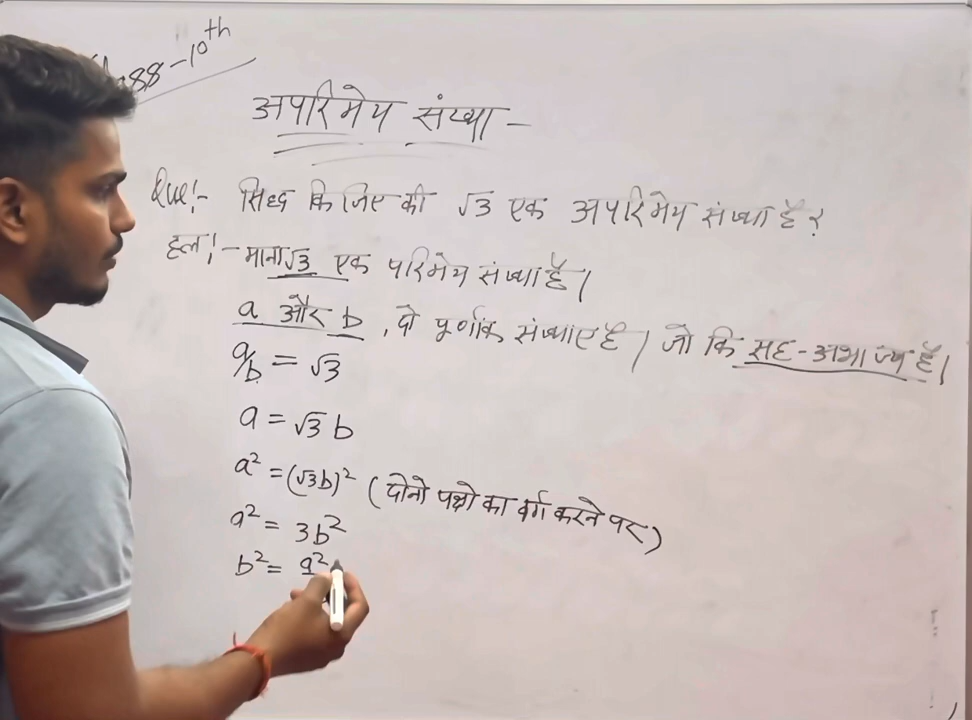 88-10th
अपरिमेय संख्या -
Que!- सिध्द किजिए की √3 एक अपरिमेय संख्या है?
हल!- माना √3 एक परिमेय संख्या है।
a और b, दो पूर्णांक संख्याए है। जो कि सह-अभाज्य है।
a/b = √3
a = √3 b
a² = (√3b)² (दोनो पक्षो का वर्ग करने पर)
a² = 3b²
b² = a²